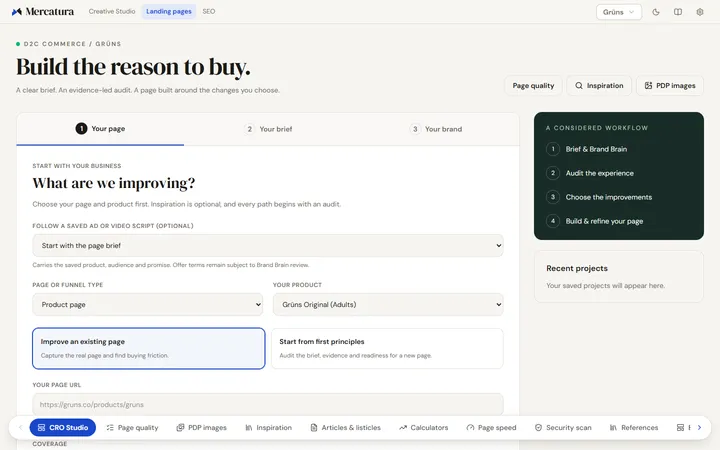 Mercatura
Creative Studio
Landing pages
SEO
Grüns
D2C COMMERCE / GRÜNS
Build the reason to buy.
A clear brief. An evidence-led audit. A page built around the changes you choose.
Page quality
Inspiration
PDP images
1 Your page
2 Your brief
3 Your brand
START WITH YOUR BUSINESS
What are we improving?
Choose your page and product first. Inspiration is optional; and every path begins with an audit.
FOLLOW A SAVED AD OR VIDEO SCRIPT (OPTIONAL)
Start with the page brief
Carries the saved product, audience and promise. Offer terms remain subject to Brand Brain review.
PAGE OR FUNNEL TYPE
Product page
YOUR PRODUCT
Grüns Original (Adults)
Improve an existing page
Capture the real page and find buying friction.
Start from first principles
Audit the brief, evidence and readiness for a new page.
YOUR PAGE URL
https://gruns.co/products/gruns
COVERAGE
A CONSIDERED WORKFLOW
1 Brief & Brand Brain
2 Audit the experience
3 Choose the improvements
4 Build & refine your page
Recent projects
Your saved projects will appear here.
CRO Studio
Page quality
PDP images
Inspiration
Articles & listicles
Calculators
Page speed
Security scan
References